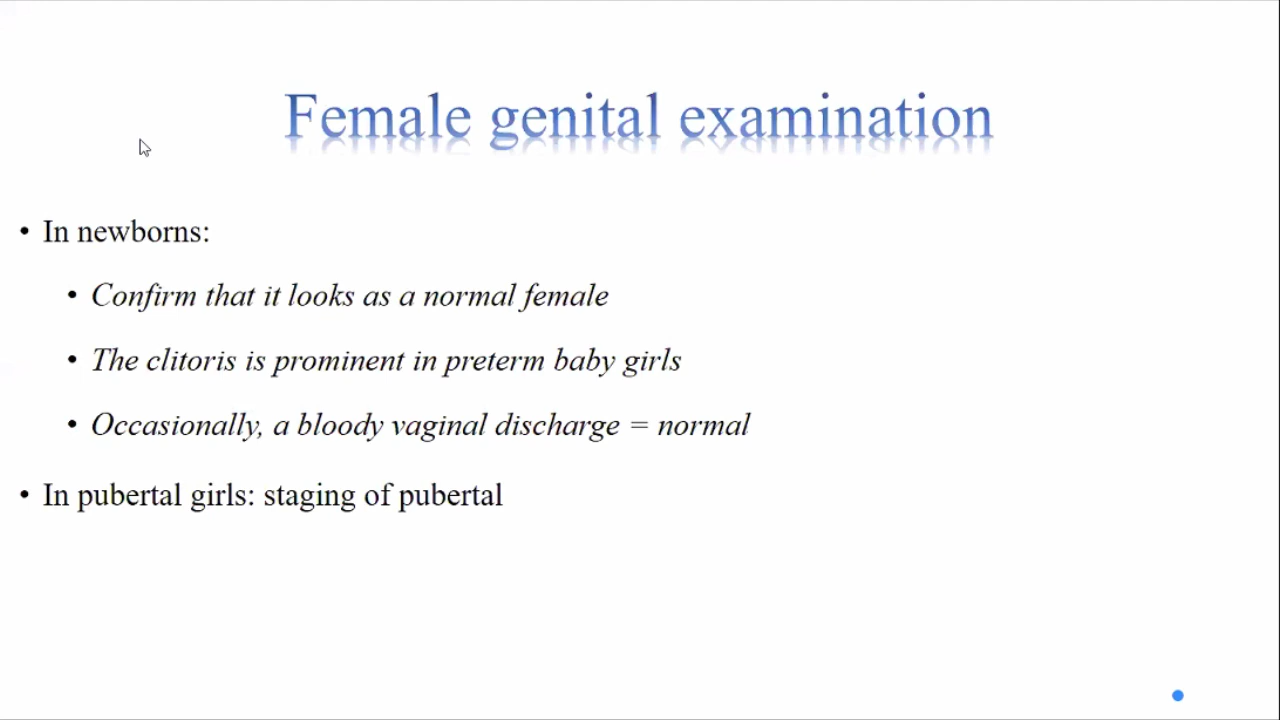 Female genital examination
• In newborns:
• Confirm that it looks as a normal female
• The clitoris is prominent in preterm baby girls
• Occasionally, a bloody vaginal discharge = normal
• In pubertal girls: staging of pubertal